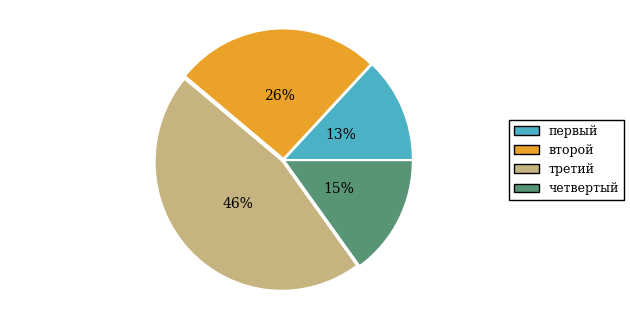 26%
13%
46%
15%
первый
второй
третий
четвертый